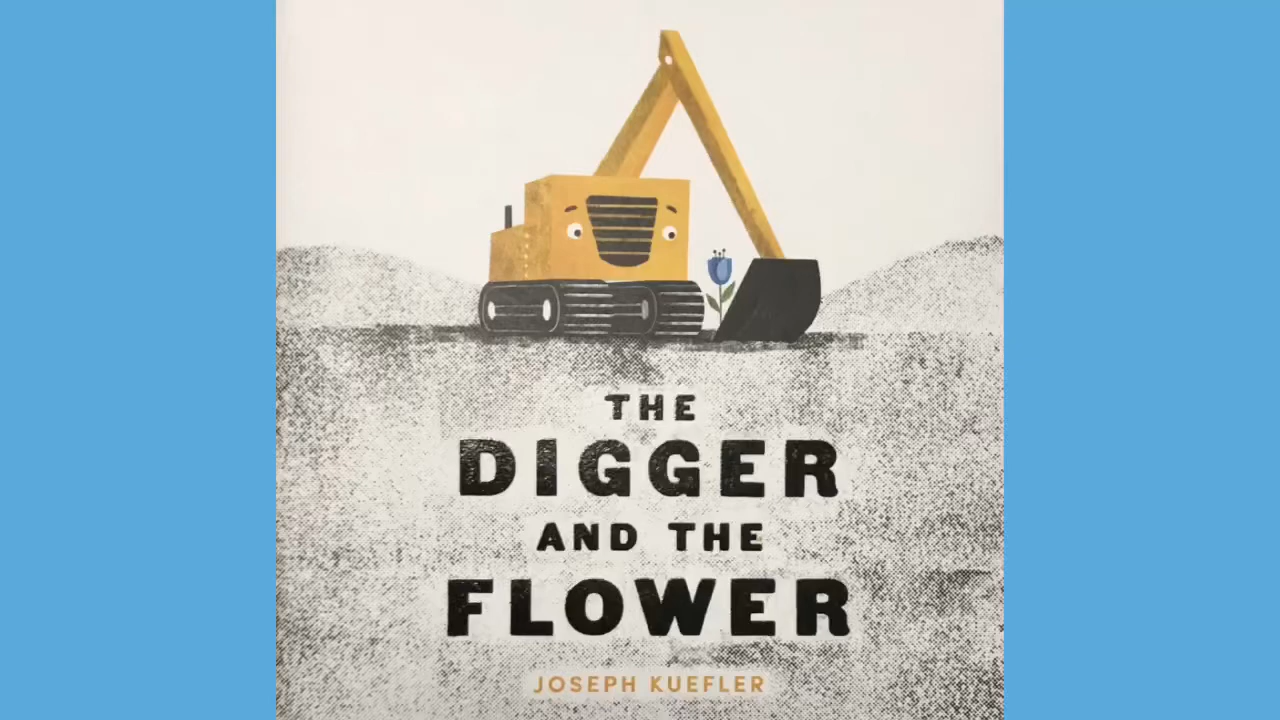 THE
DIGGER
AND THE
FLOWER
JOSEPH KUEFLER